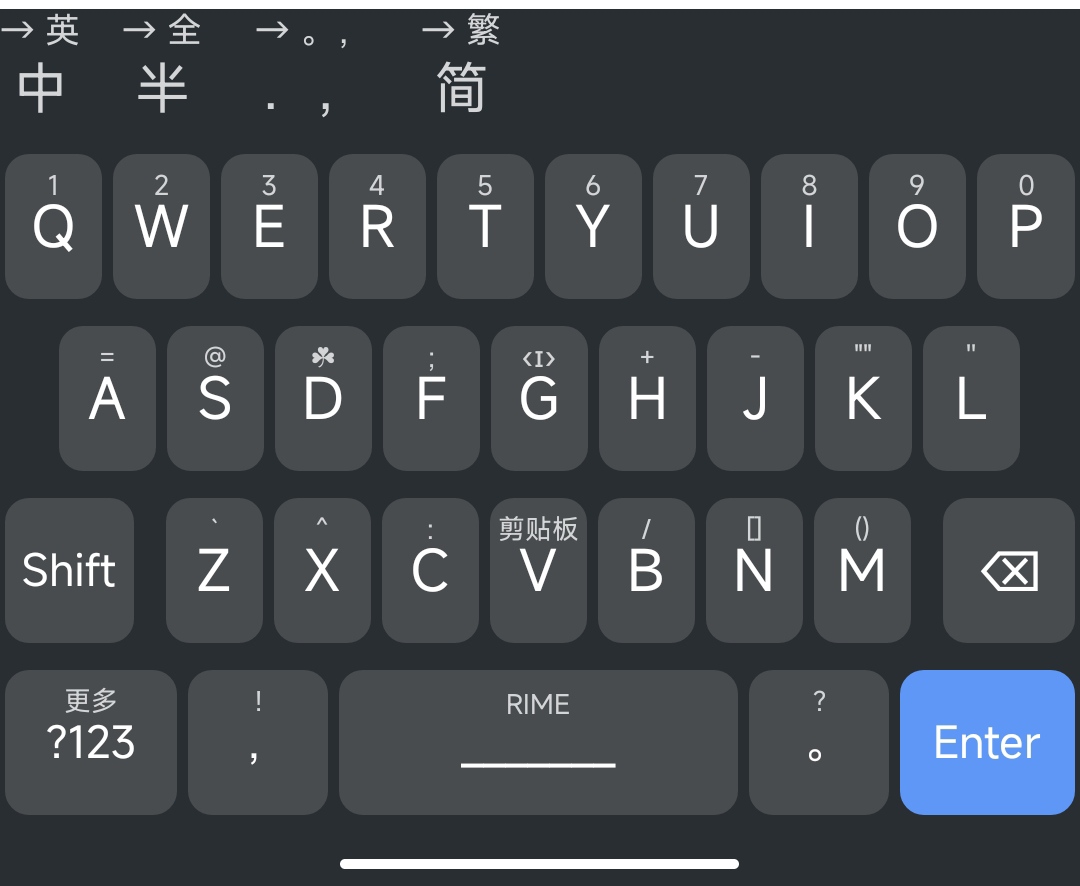 → 英 → 全 → 。, → 繁
中 半 . , 简
1 2 3 4 5 6 7 8 9 0
Q W E R T Y U I O P
= @ ☘ ; ‹I› + - "" "
A S D F G H J K L
` ^ : 剪贴板 / [] ()
Shift Z X C V B N M
更多 ! RIME ?
?123 , 。 Enter